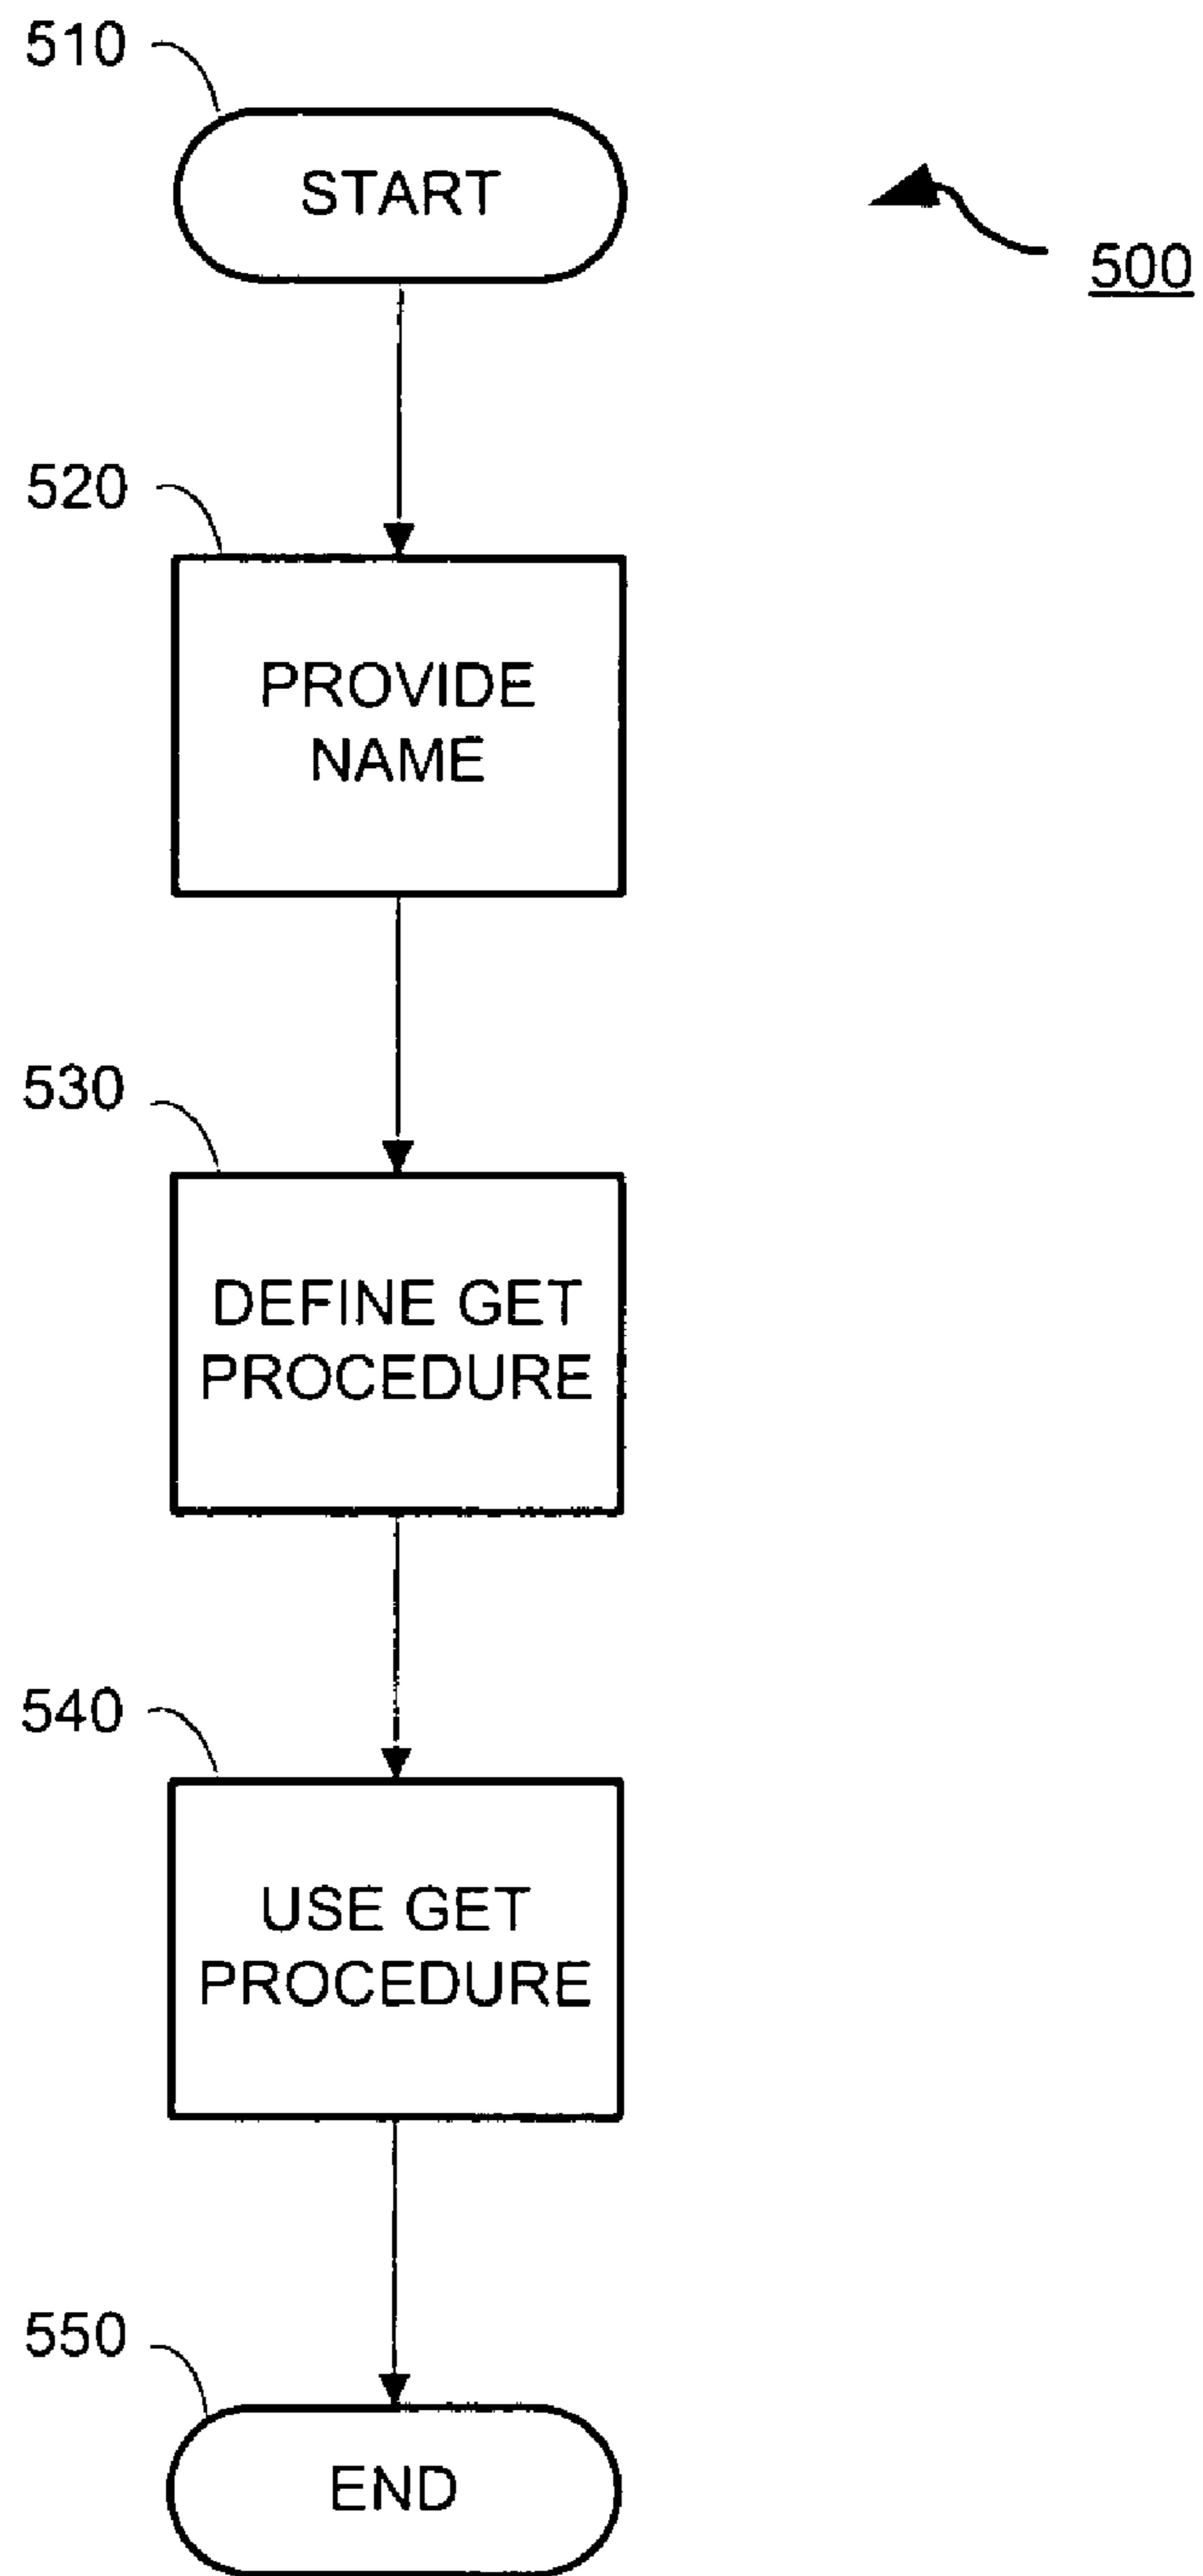 510
START
500
520
PROVIDE
NAME
530
DEFINE GET
PROCEDURE
540
USE GET
PROCEDURE
550
END